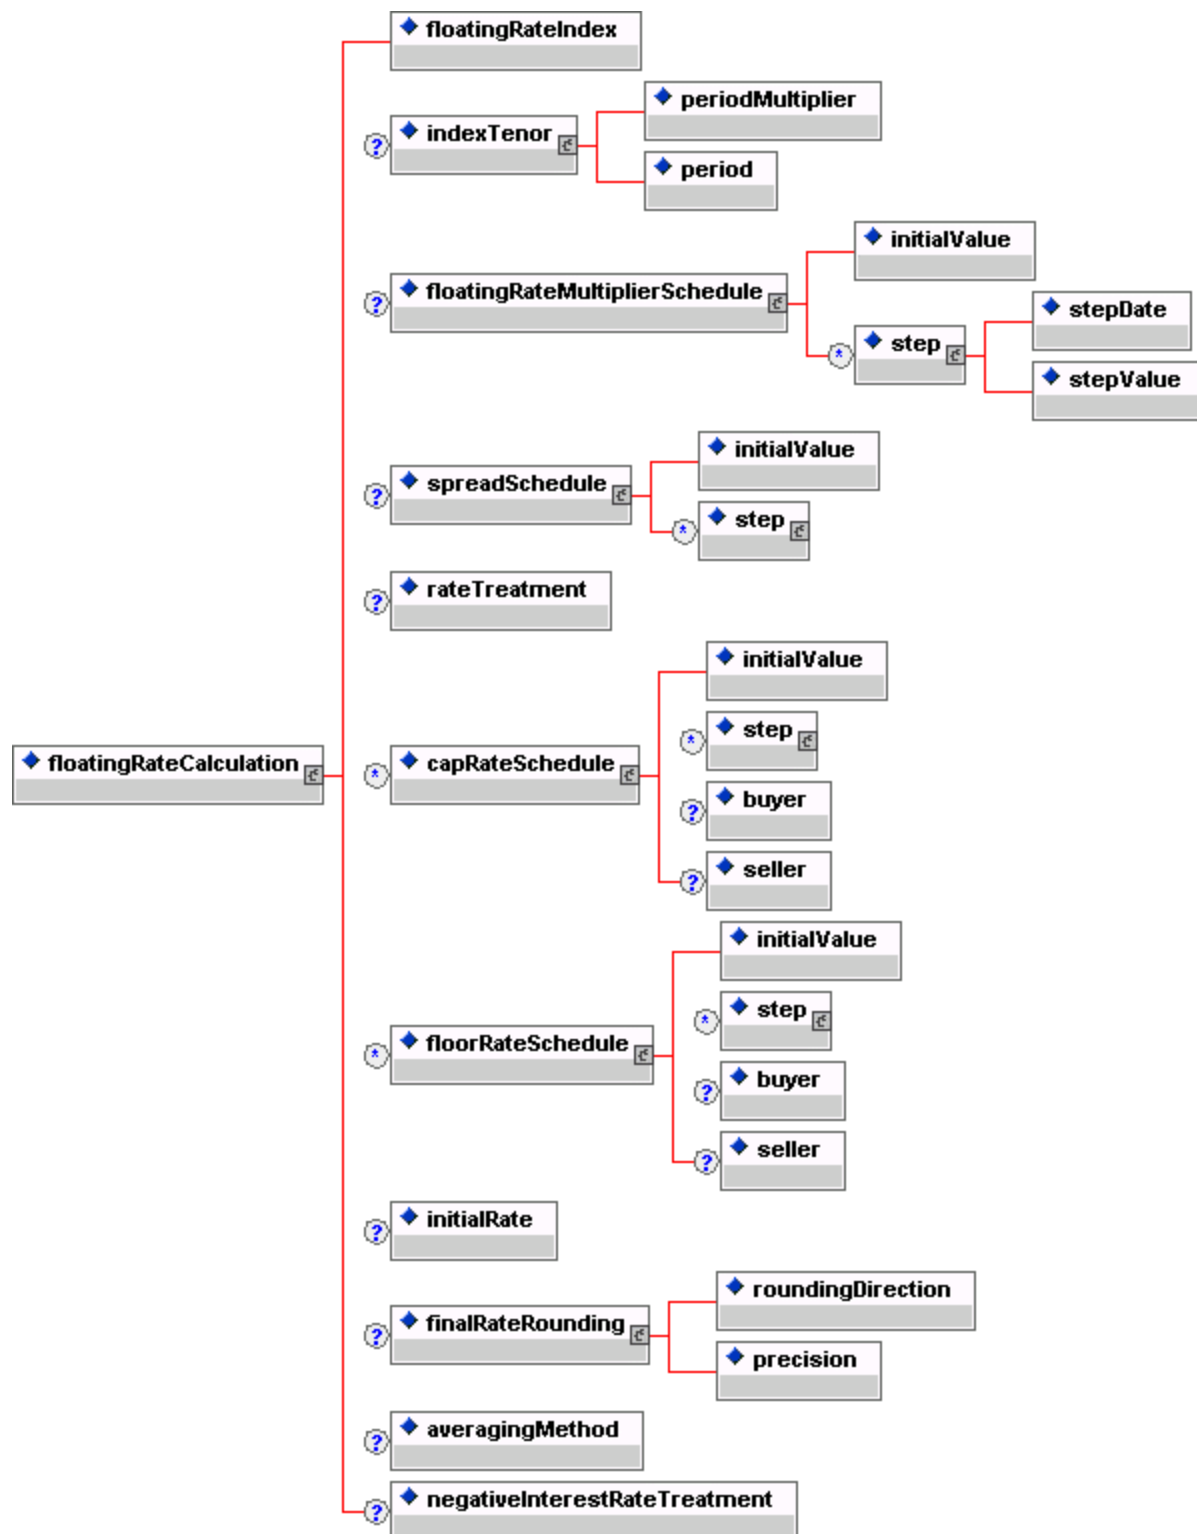 floatingRateIndex
periodMultiplier
? indexTenor
period
initialValue
? floatingRateMultiplierSchedule
stepDate
* step
stepValue
initialValue
? spreadSchedule
* step
? rateTreatment
initialValue
* step
floatingRateCalculation
* capRateSchedule
? buyer
? seller
initialValue
* step
* floorRateSchedule
? buyer
? seller
? initialRate
roundingDirection
? finalRateRounding
precision
? averagingMethod
? negativeInterestRateTreatment